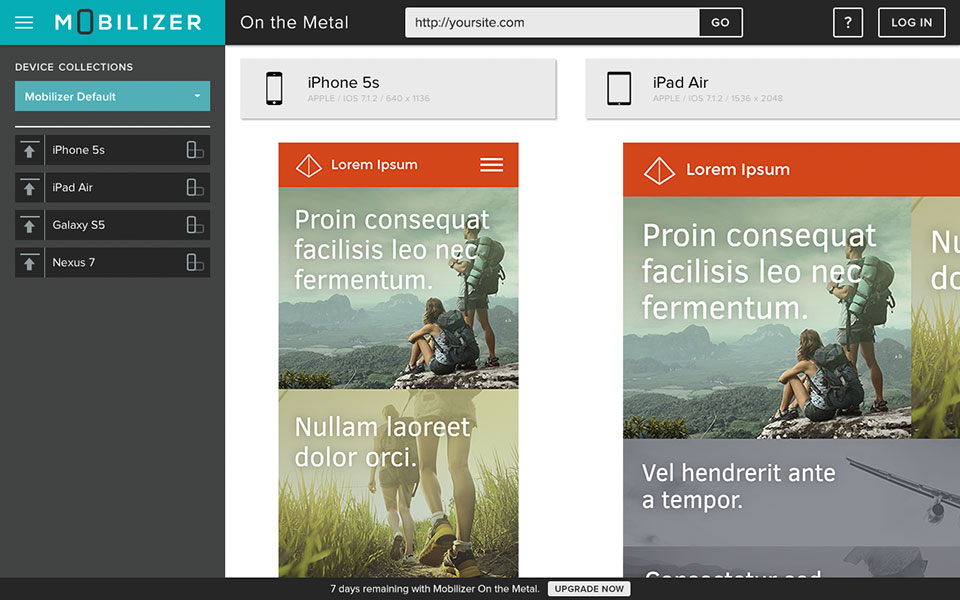 MOBILIZER
On the Metal
http://yoursite.com
GO
?
LOG IN
DEVICE COLLECTIONS
Mobilizer Default
iPhone 5s
iPad Air
Galaxy S5
Nexus 7
iPhone 5s
APPLE / IOS 7.1.2 / 640 x 1136
Lorem Ipsum
Proin consequat
facilisis leo nec
fermentum.
Nullam laoreet
dolor orci.
iPad Air
APPLE / IOS 7.1.2 / 1536 x 2048
Lorem Ipsum
Proin consequat
facilisis leo nec
fermentum.
Vel hendrerit ante
a tempor.
7 days remaining with Mobilizer On the Metal.
UPGRADE NOW